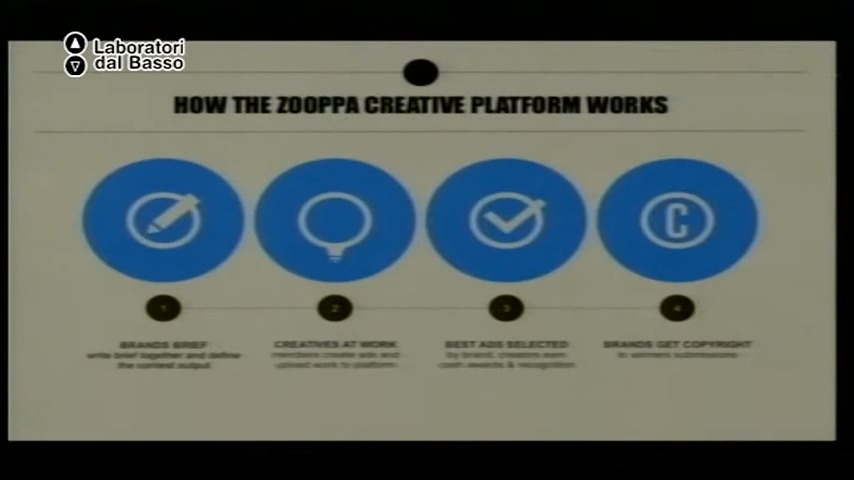 Laboratori
dal Basso
HOW THE ZOOPPA CREATIVE PLATFORM WORKS
C
1
2
3
4
BRANDS BRIEF
write brief together and define
the contest output
CREATIVES AT WORK
members create ads and
upload work to platform
BEST ADS SELECTED
by brand, creators earn
cash awards & recognition
BRANDS GET COPYRIGHT
to winners submissions